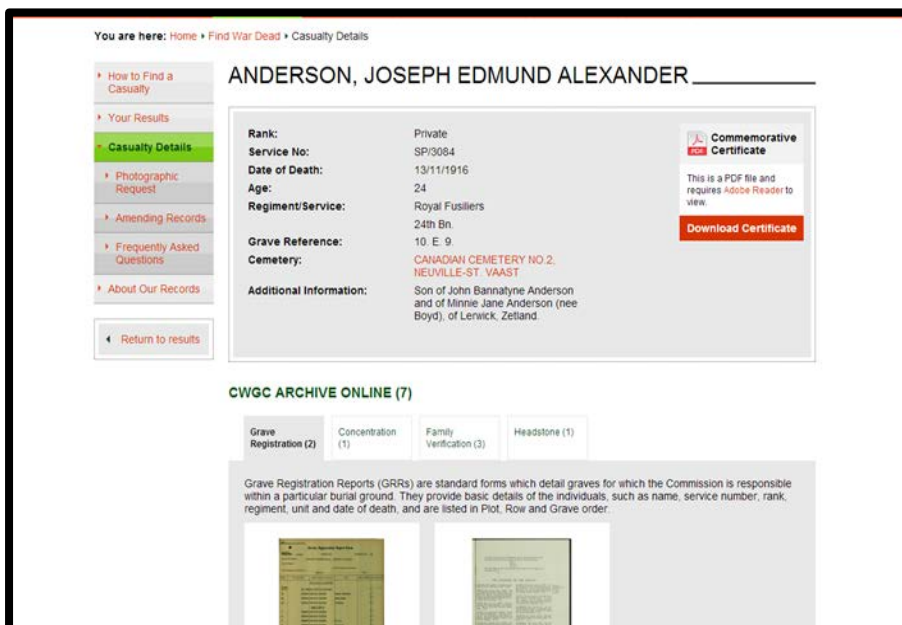 You are here: Home • Find War Dead • Casualty Details
How to Find a
Casualty
Your Results
Casualty Details
Photographic
Request
Amending Records
Frequently Asked
Questions
About Our Records
Return to results
ANDERSON, JOSEPH EDMUND ALEXANDER
Rank: Private
Service No: SP/3084
Date of Death: 13/11/1916
Age: 24
Regiment/Service: Royal Fusiliers
24th Bn.
Grave Reference: 10. E. 9.
Cemetery: CANADIAN CEMETERY NO.2,
NEUVILLE-ST. VAAST
Additional Information: Son of John Bannatyne Anderson
and of Minnie Jane Anderson (nee
Boyd), of Lerwick, Zetland.
PDF
Commemorative
Certificate
This is a PDF file and
requires Adobe Reader to
view.
Download Certificate
CWGC ARCHIVE ONLINE (7)
Grave
Registration (2)
Concentration
(1)
Family
Verification (3)
Headstone (1)
Grave Registration Reports (GRRs) are standard forms which detail graves for which the Commission is responsible
within a particular burial ground. They provide basic details of the individuals, such as name, service number, rank,
regiment, unit and date of death, and are listed in Plot, Row and Grave order.